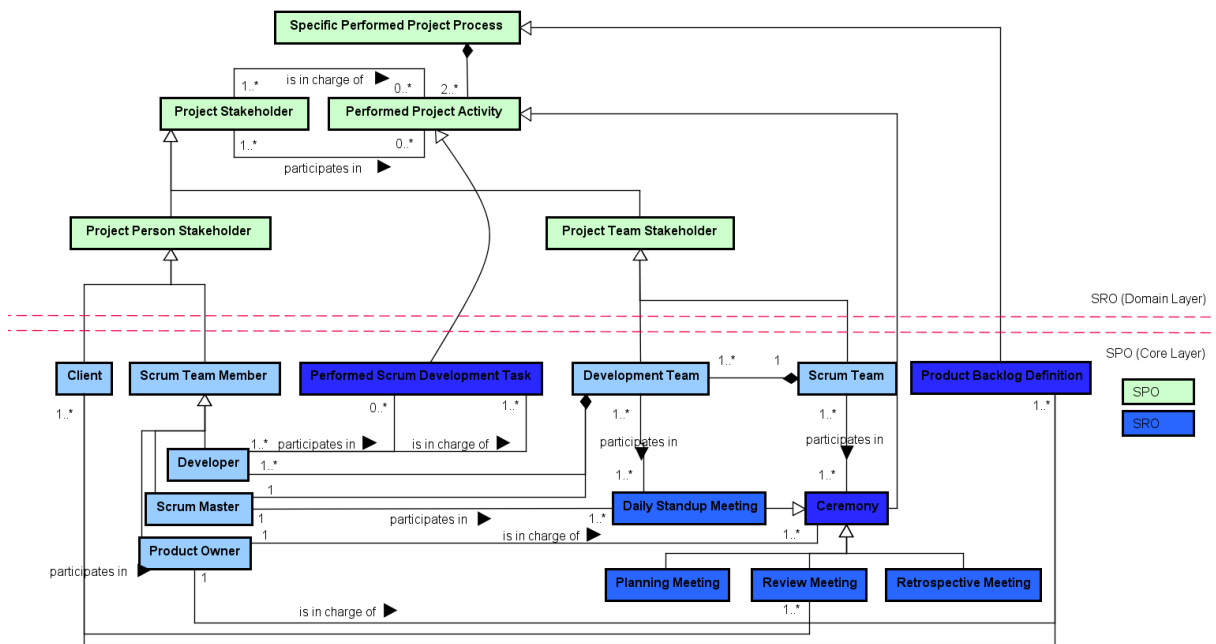 Specific Performed Project Process
1..*
is in charge of
0..*
2..*
Project Stakeholder
Performed Project Activity
1..*
0..*
participates in
Project Person Stakeholder
Project Team Stakeholder
SRO (Domain Layer)
SPO (Core Layer)
Client
Scrum Team Member
Performed Scrum Development Task
Development Team
1..*
1
Scrum Team
Product Backlog Definition
SPO
SRO
1..*
0..*
1..*
1..*
1..*
1..*
1..*
participates in
is in charge of
participates in
participates in
Developer
1..*
1..*
1..*
1
Scrum Master
Daily Standup Meeting
Ceremony
1
participates in
1..*
Product Owner
1
is in charge of
1..*
participates in
1
Planning Meeting
Review Meeting
Retrospective Meeting
is in charge of
1..*